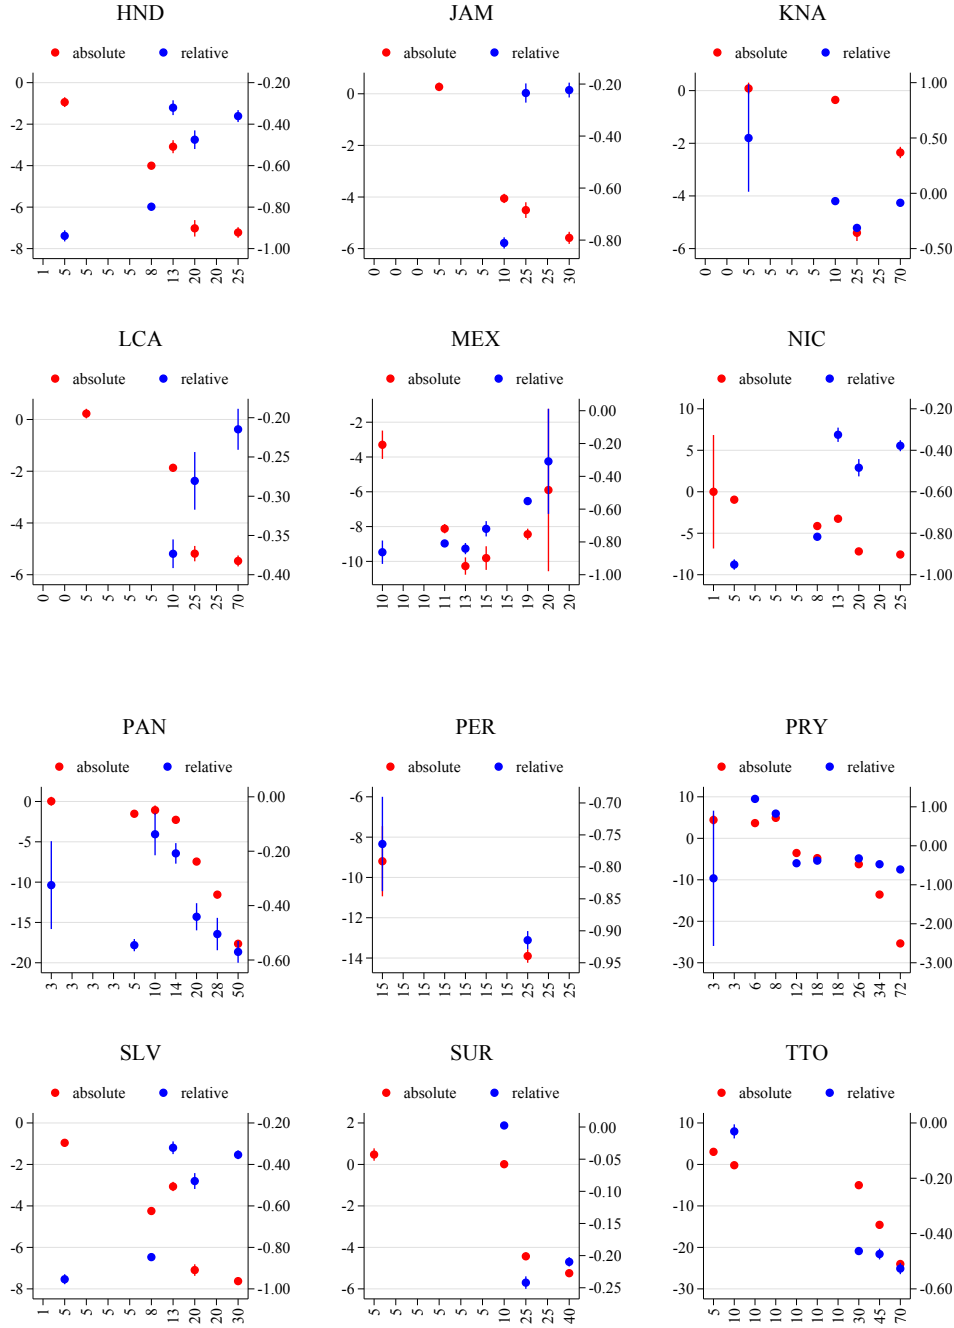 HND
absolute relative
0 -2 -4 -6 -8
-0.20 -0.40 -0.60 -0.80 -1.00
1 5 5 5 5 8 13 20 20 25
JAM
absolute relative
0 -2 -4 -6
-0.20 -0.40 -0.60 -0.80
0 0 0 5 5 5 10 25 25 30
KNA
absolute relative
0 -2 -4 -6
1.00 0.50 0.00 -0.50
0 0 5 5 5 5 10 25 25 70
LCA
absolute relative
0 -2 -4 -6
-0.20 -0.25 -0.30 -0.35 -0.40
0 0 5 5 5 5 10 25 25 70
MEX
absolute relative
-2 -4 -6 -8 -10
0.00 -0.20 -0.40 -0.60 -0.80 -1.00
10 10 10 11 13 15 15 19 20 20
NIC
absolute relative
10 5 0 -5 -10
-0.20 -0.40 -0.60 -0.80 -1.00
1 5 5 5 5 8 13 20 20 25
PAN
absolute relative
0 -5 -10 -15 -20
0.00 -0.20 -0.40 -0.60
3 3 3 3 5 10 14 20 28 50
PER
absolute relative
-6 -8 -10 -12 -14
-0.70 -0.75 -0.80 -0.85 -0.90 -0.95
15 15 15 15 15 15 15 25 25 25
PRY
absolute relative
10 0 -10 -20 -30
1.00 0.00 -1.00 -2.00 -3.00
3 3 6 8 12 18 18 26 34 72
SLV
absolute relative
0 -2 -4 -6 -8
-0.20 -0.40 -0.60 -0.80 -1.00
1 5 5 5 5 8 13 20 20 30
SUR
absolute relative
2 0 -2 -4 -6
0.00 -0.05 -0.10 -0.15 -0.20 -0.25
5 5 5 5 5 5 10 25 25 40
TTO
absolute relative
10 0 -10 -20 -30
0.00 -0.20 -0.40 -0.60
5 10 10 10 10 10 10 30 45 70